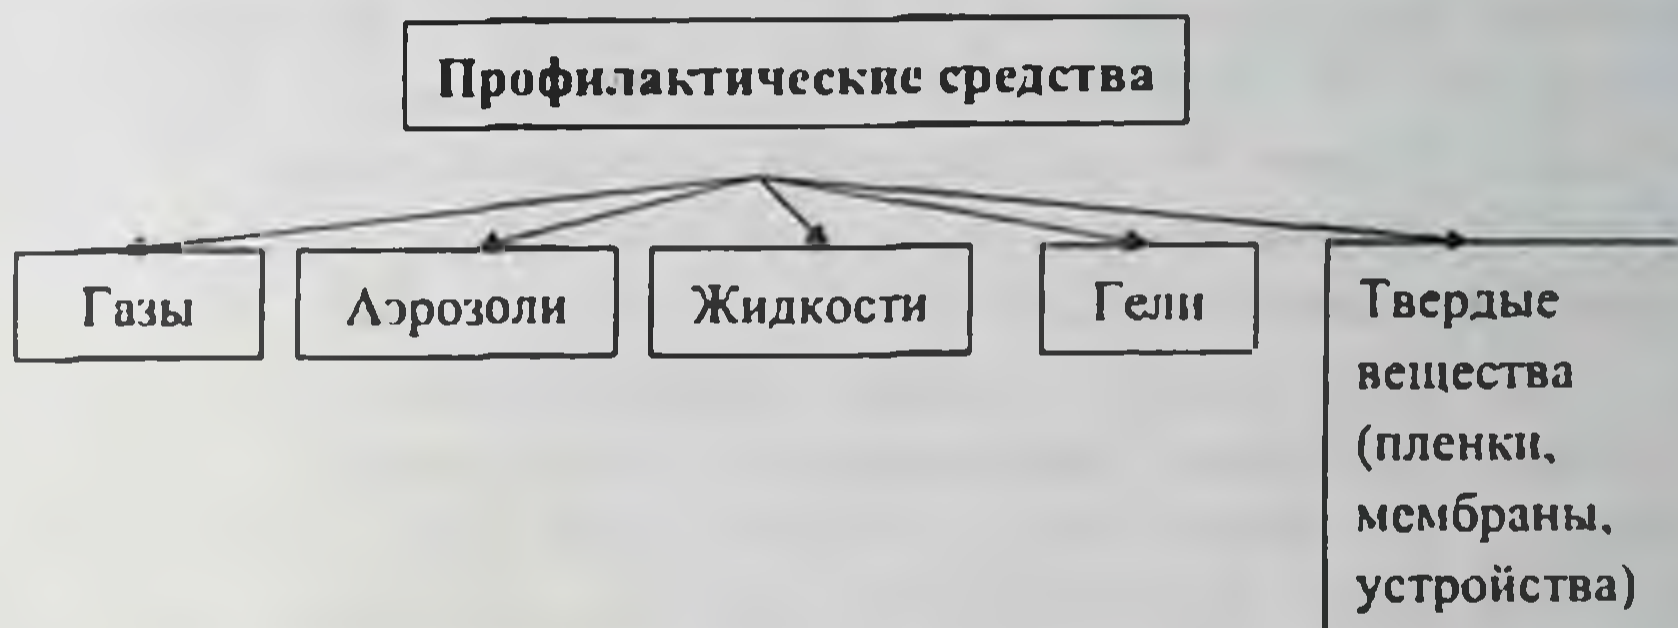 Профилактические средства
Газы
Аэрозоли
Жидкости
Гели
Твердые
вещества
(пленки,
мембраны,
устройства)